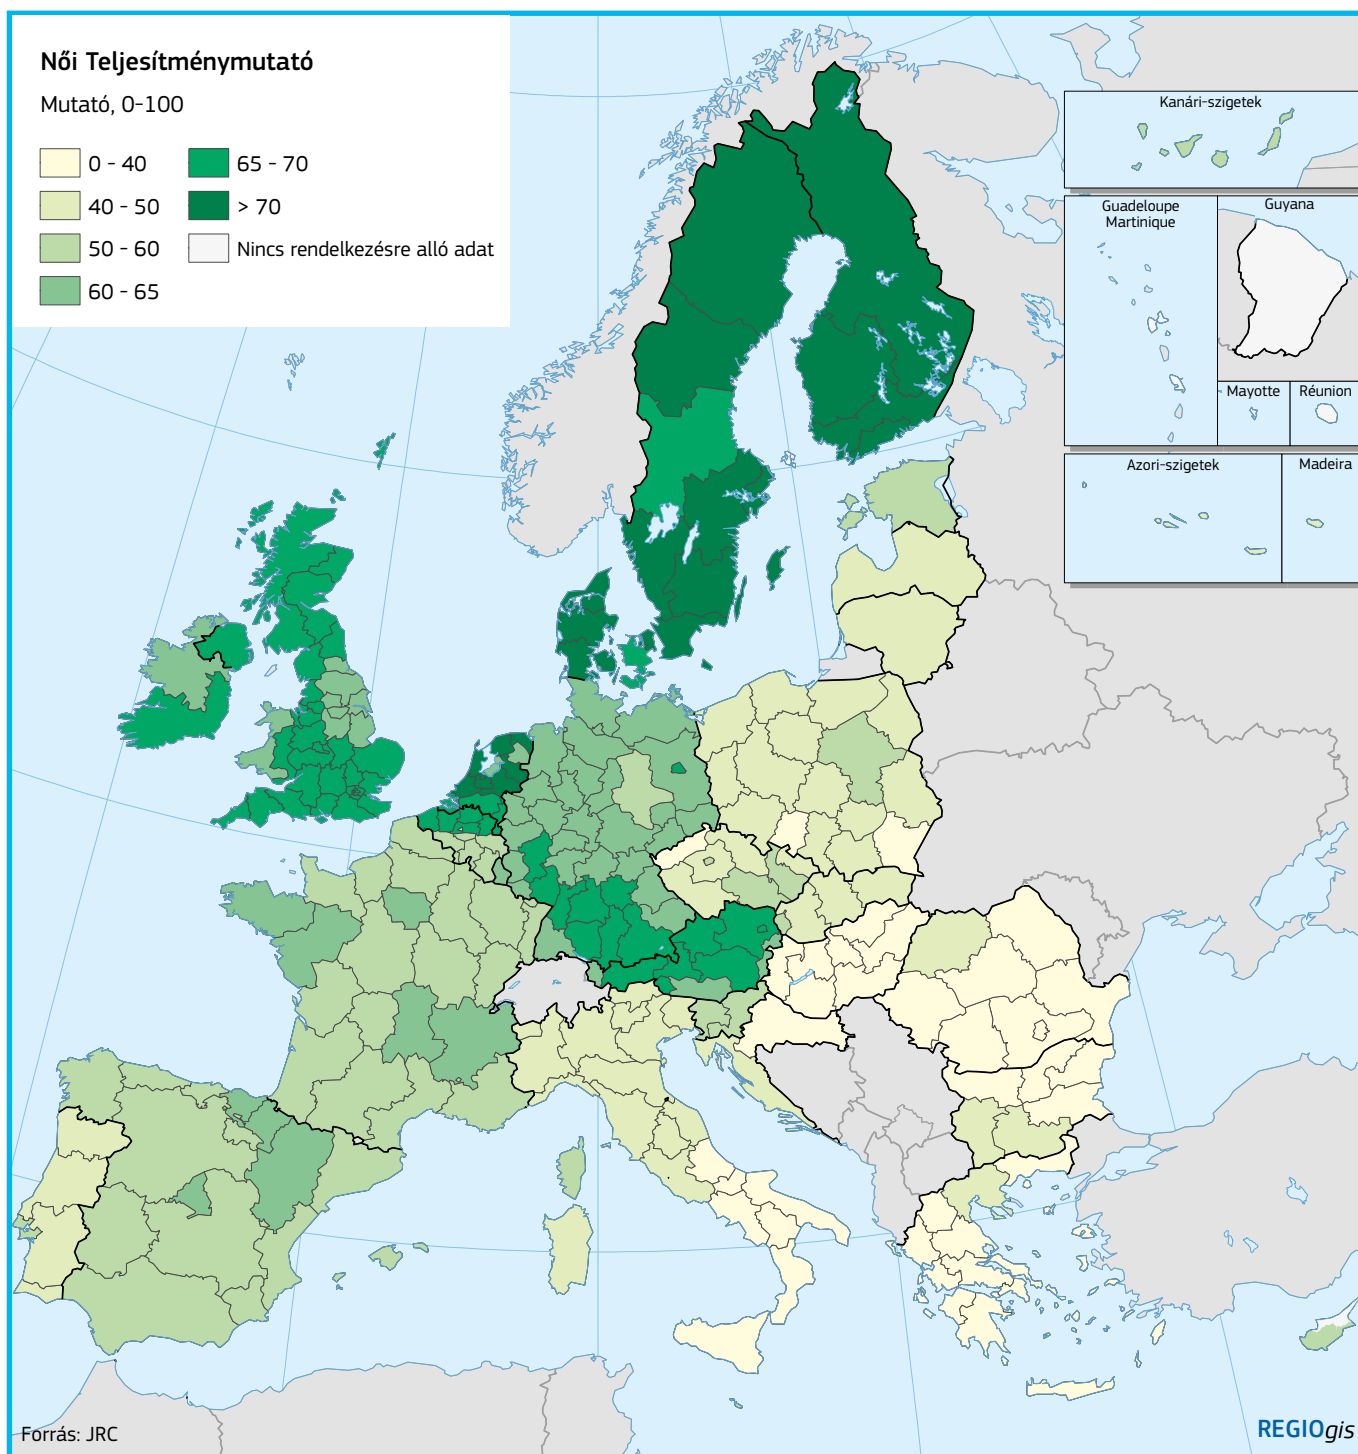 Női Teljesítménymutató
Mutató, 0-100
0 - 40
40 - 50
50 - 60
60 - 65
65 - 70
> 70
Nincs rendelkezésre alló adat
Kanári-szigetek
Guadeloupe
Martinique
Guyana
Mayotte
Réunion
Azori-szigetek
Madeira
Forrás: JRC
REGIOgis